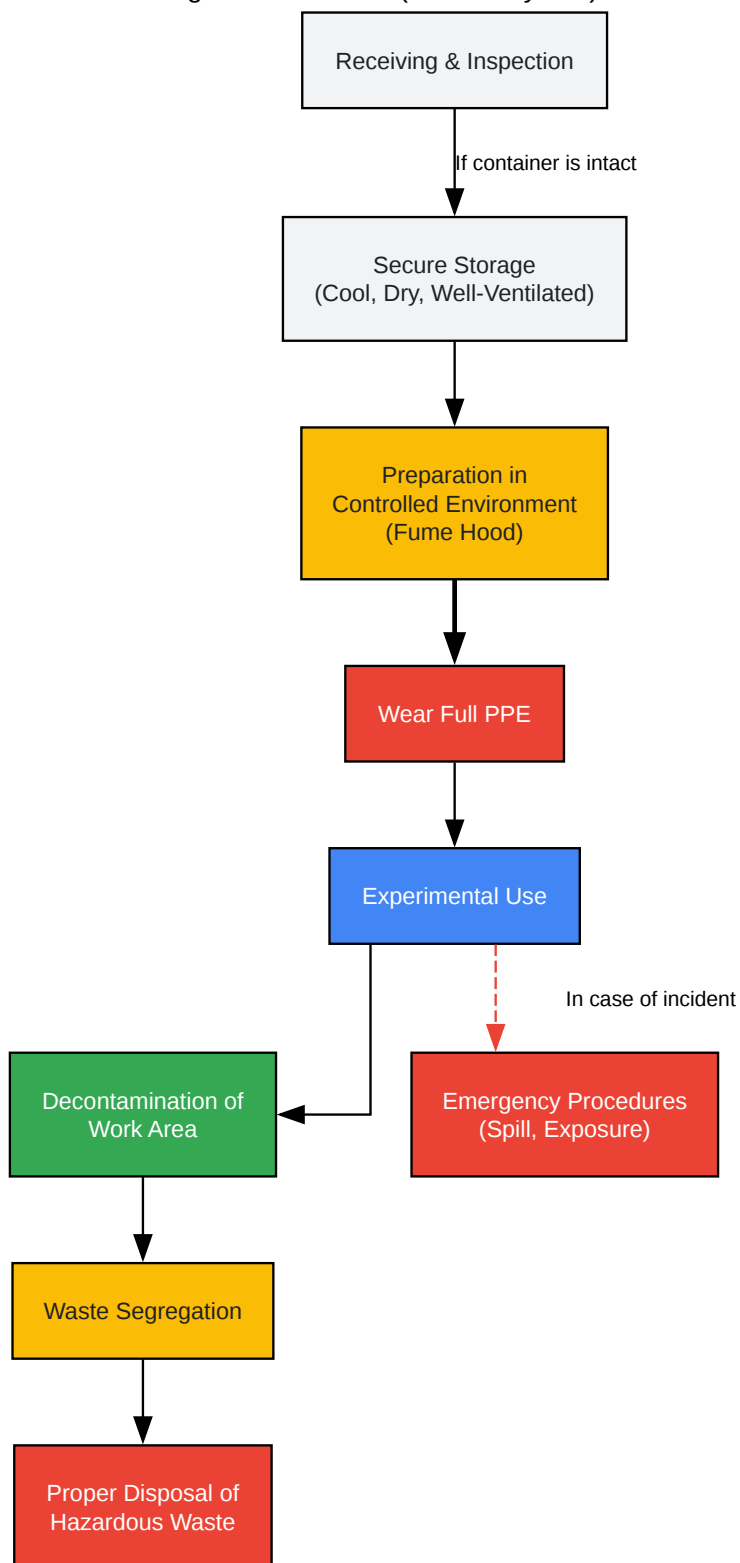 Receiving & Inspection
If container is intact
Secure Storage
(Cool, Dry, Well-Ventilated)
Preparation in
Controlled Environment
(Fume Hood)
Wear Full PPE
Experimental Use
In case of incident
Decontamination of
Work Area
Emergency Procedures
(Spill, Exposure)
Waste Segregation
Proper Disposal of
Hazardous Waste